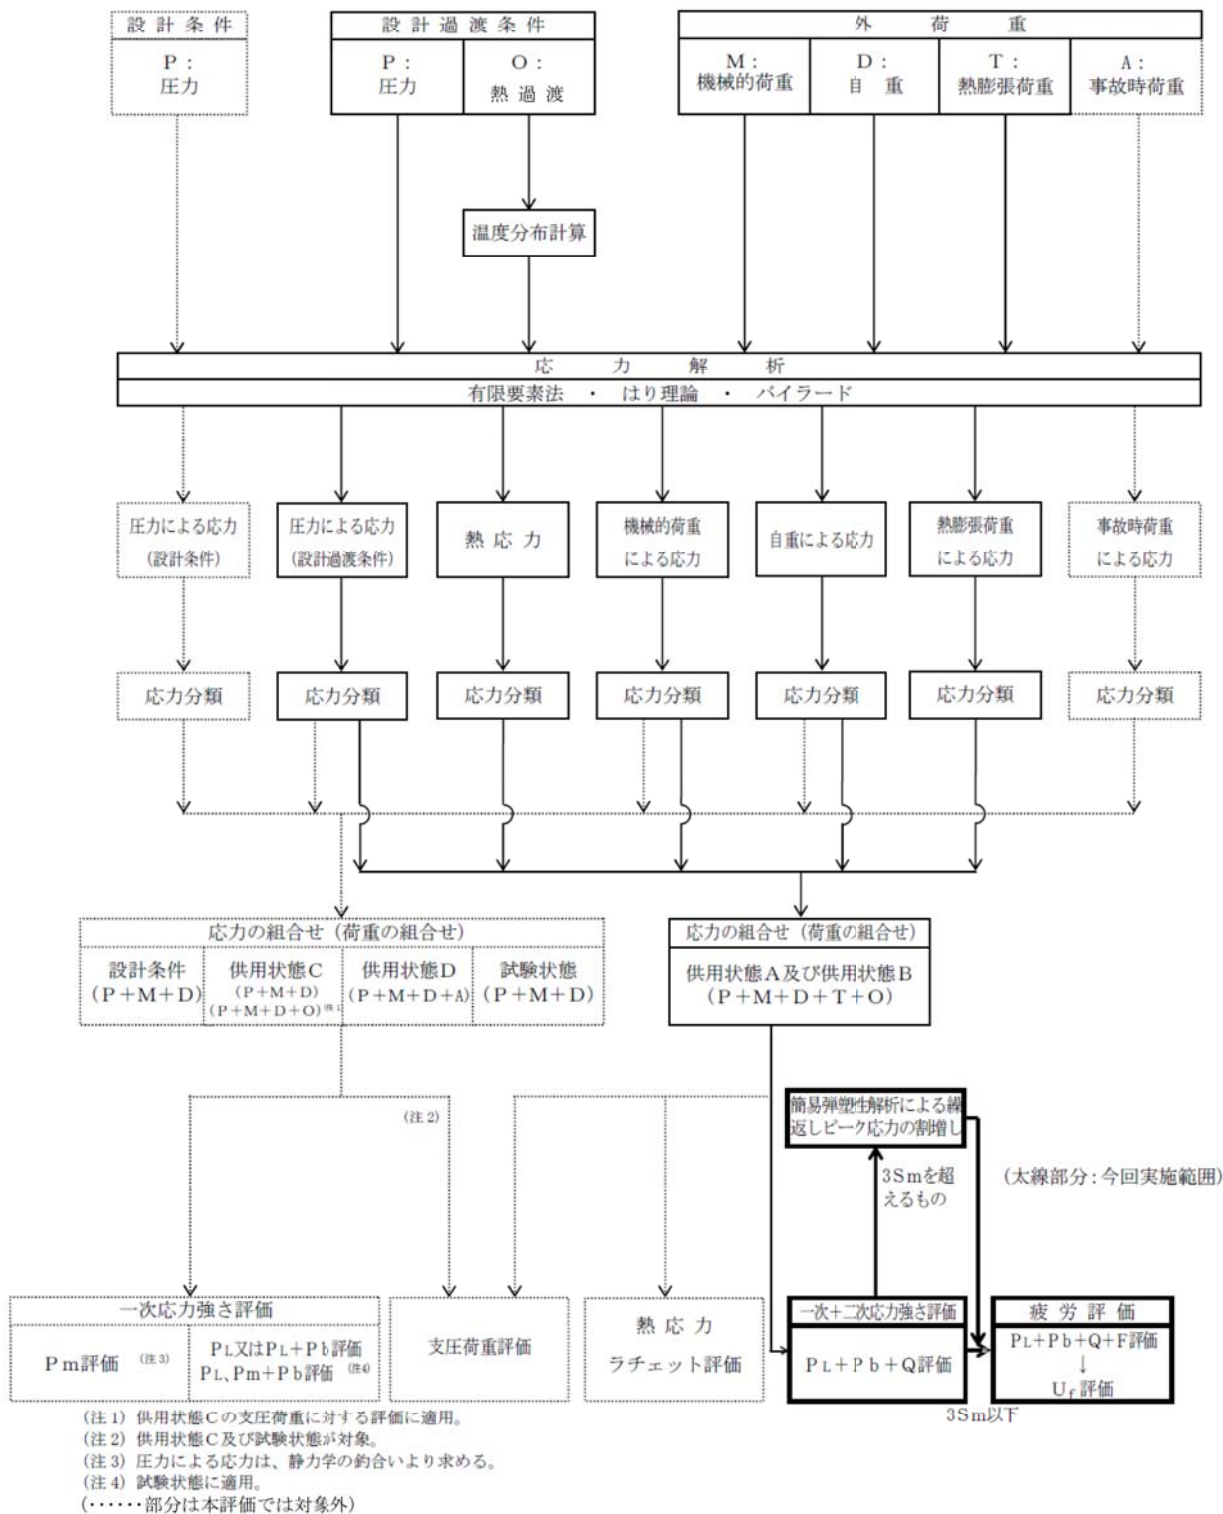 設計条件
P：
圧力
設計過渡条件
P：
圧力
O：
熱過渡
外荷重
M：
機械的荷重
D：
自重
T：
熱膨張荷重
A：
事故時荷重
温度分布計算
応力解析
有限要素法 ・ はり理論 ・ バイラード
圧力による応力
(設計条件)
圧力による応力
(設計過渡条件)
熱応力
機械的荷重
による応力
自重による応力
熱膨張荷重
による応力
事故時荷重
による応力
応力分類
応力分類
応力分類
応力分類
応力分類
応力分類
応力分類
応力の組合せ（荷重の組合せ）
設計条件
(P＋M＋D)
供用状態C
(P＋M＋D)
(P＋M＋D＋O)(注1)
供用状態D
(P＋M＋D＋A)
試験状態
(P＋M＋D)
応力の組合せ（荷重の組合せ）
供用状態A及び供用状態B
(P＋M＋D＋T＋O)
(注2)
簡易弾塑性解析による繰
返しピーク応力の割増し
3Smを超
えるもの
(太線部分：今回実施範囲)
一次応力強さ評価
Pm評価 (注3)
PL又はPL＋Pb評価
PL、Pm＋Pb評価 (注4)
支圧荷重評価
熱応力
ラチェット評価
一次＋二次応力強さ評価
PL＋Pb＋Q評価
疲労評価
PL＋Pb＋Q＋F評価
↓
Uf評価
3Sm以下
(注1) 供用状態Cの支圧荷重に対する評価に適用。
(注2) 供用状態C及び試験状態が対象。
(注3) 圧力による応力は、静力学の釣合いより求める。
(注4) 試験状態に適用。
(……部分は本評価では対象外)